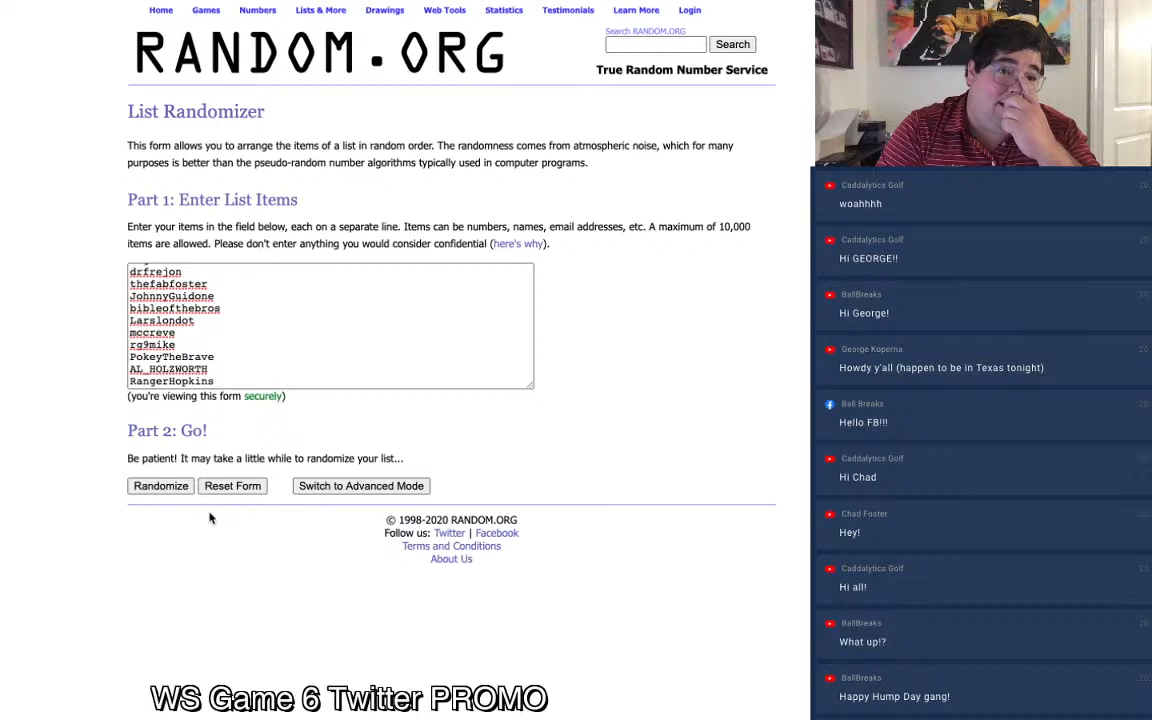 Home Games Numbers Lists & More Drawings Web Tools Statistics Testimonials Learn More Login
RANDOM.ORG
Search RANDOM.ORG
Search
True Random Number Service
List Randomizer
This form allows you to arrange the items of a list in random order. The randomness comes from atmospheric noise, which for many
purposes is better than the pseudo-random number algorithms typically used in computer programs.
Part 1: Enter List Items
Enter your items in the field below, each on a separate line. Items can be numbers, names, email addresses, etc. A maximum of 10,000
items are allowed. Please don't enter anything you would consider confidential (here's why).
drfrejon
thefabfoster
JohnnyGuidone
bibleofthebros
Larslondot
mccreve
rg9mike
PokeyTheBrave
AL_HOLZWORTH
RangerHopkins
(you're viewing this form securely)
Part 2: Go!
Be patient! It may take a little while to randomize your list...
Randomize Reset Form Switch to Advanced Mode
© 1998-2020 RANDOM.ORG
Follow us: Twitter | Facebook
Terms and Conditions
About Us
WS Game 6 Twitter PROMO
Caddalytics Golf
woahhhh
Caddalytics Golf
Hi GEORGE!!
BallBreaks
Hi George!
George Koperna
Howdy y'all (happen to be in Texas tonight)
Ball Breaks
Hello FB!!!
Caddalytics Golf
Hi Chad
Chad Foster
Hey!
Caddalytics Golf
Hi all!
BallBreaks
What up!?
BallBreaks
Happy Hump Day gang!